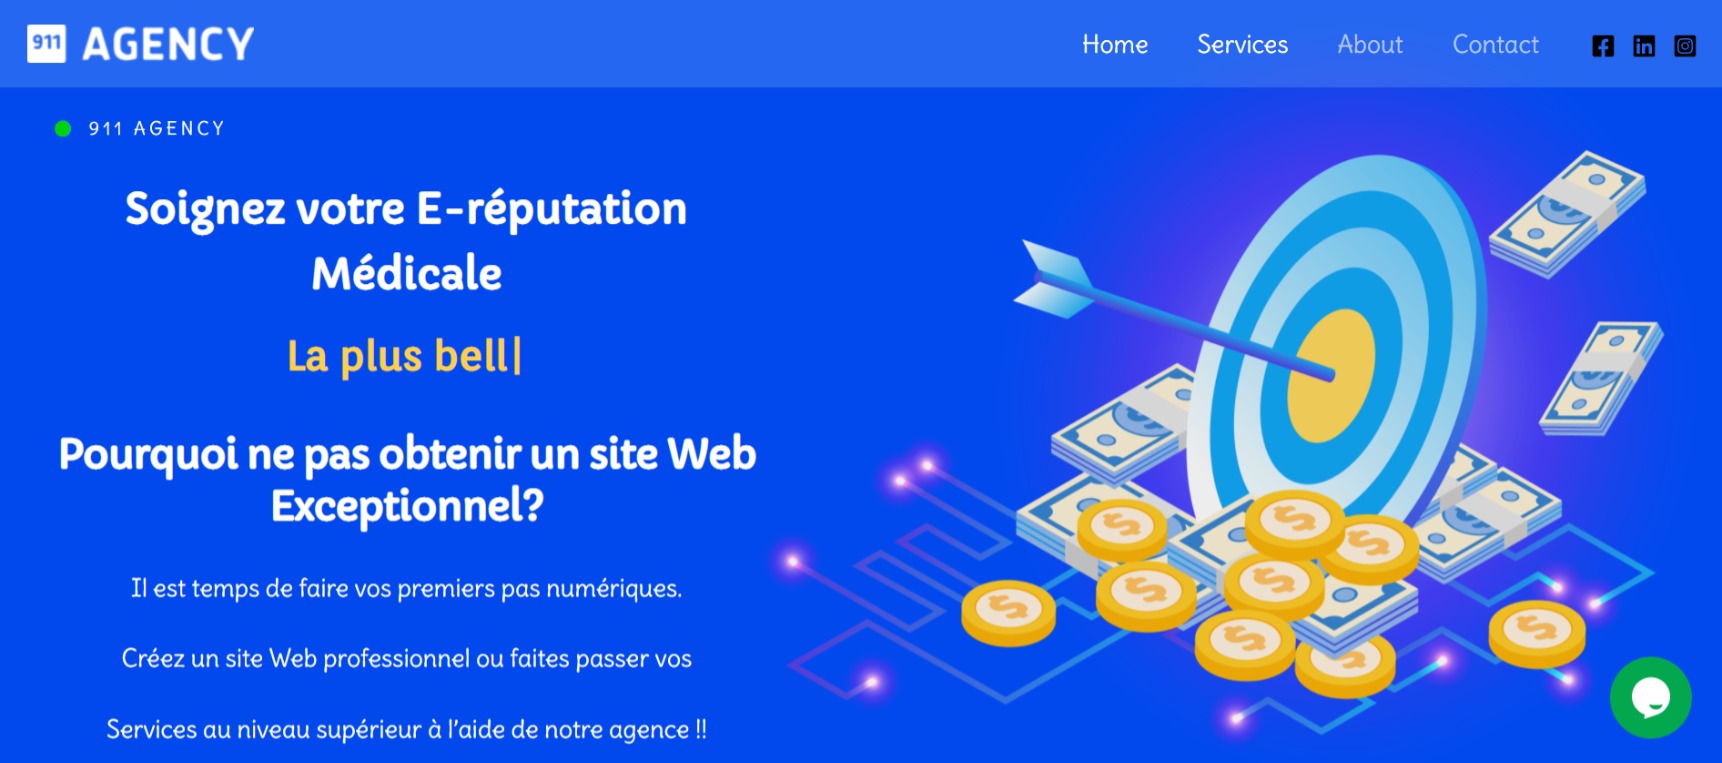 911 AGENCY
Home Services About Contact
911 AGENCY
Soignez votre E-réputation
Médicale
La plus bell|
Pourquoi ne pas obtenir un site Web
Exceptionnel?
Il est temps de faire vos premiers pas numériques.
Créez un site Web professionnel ou faites passer vos
Services au niveau supérieur à l'aide de notre agence !!